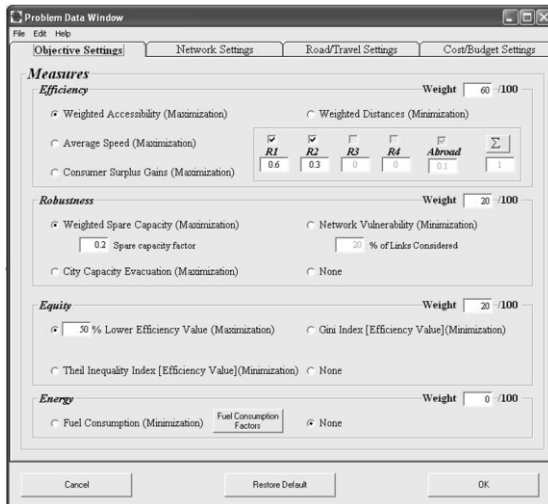 Problem Data Window
File Edit Help
Objective Settings Network Settings Road/Travel Settings Cost/Budget Settings
Measures
Efficiency Weight 60 /100
Weighted Accessibility (Maximization) Weighted Distances (Minimization)
Average Speed (Maximization)
R1 R2 R3 R4 Abroad Σ
0.6 0.3 0 0 0.1 1
Consumer Surplus Gains (Maximization)
Robustness Weight 20 /100
Weighted Spare Capacity (Maximization) Network Vulnerability (Minimization)
0.2 Spare capacity factor 20 % of Links Considered
City Capacity Evacuation (Maximization) None
Equity Weight 20 /100
50 % Lower Efficiency Value (Maximization) Gini Index [Efficiency Value](Minimization)
Theil Inequality Index [Efficiency Value](Minimization) None
Energy Weight 0 /100
Fuel Consumption (Minimization) Fuel Consumption Factors None
Cancel Restore Default OK